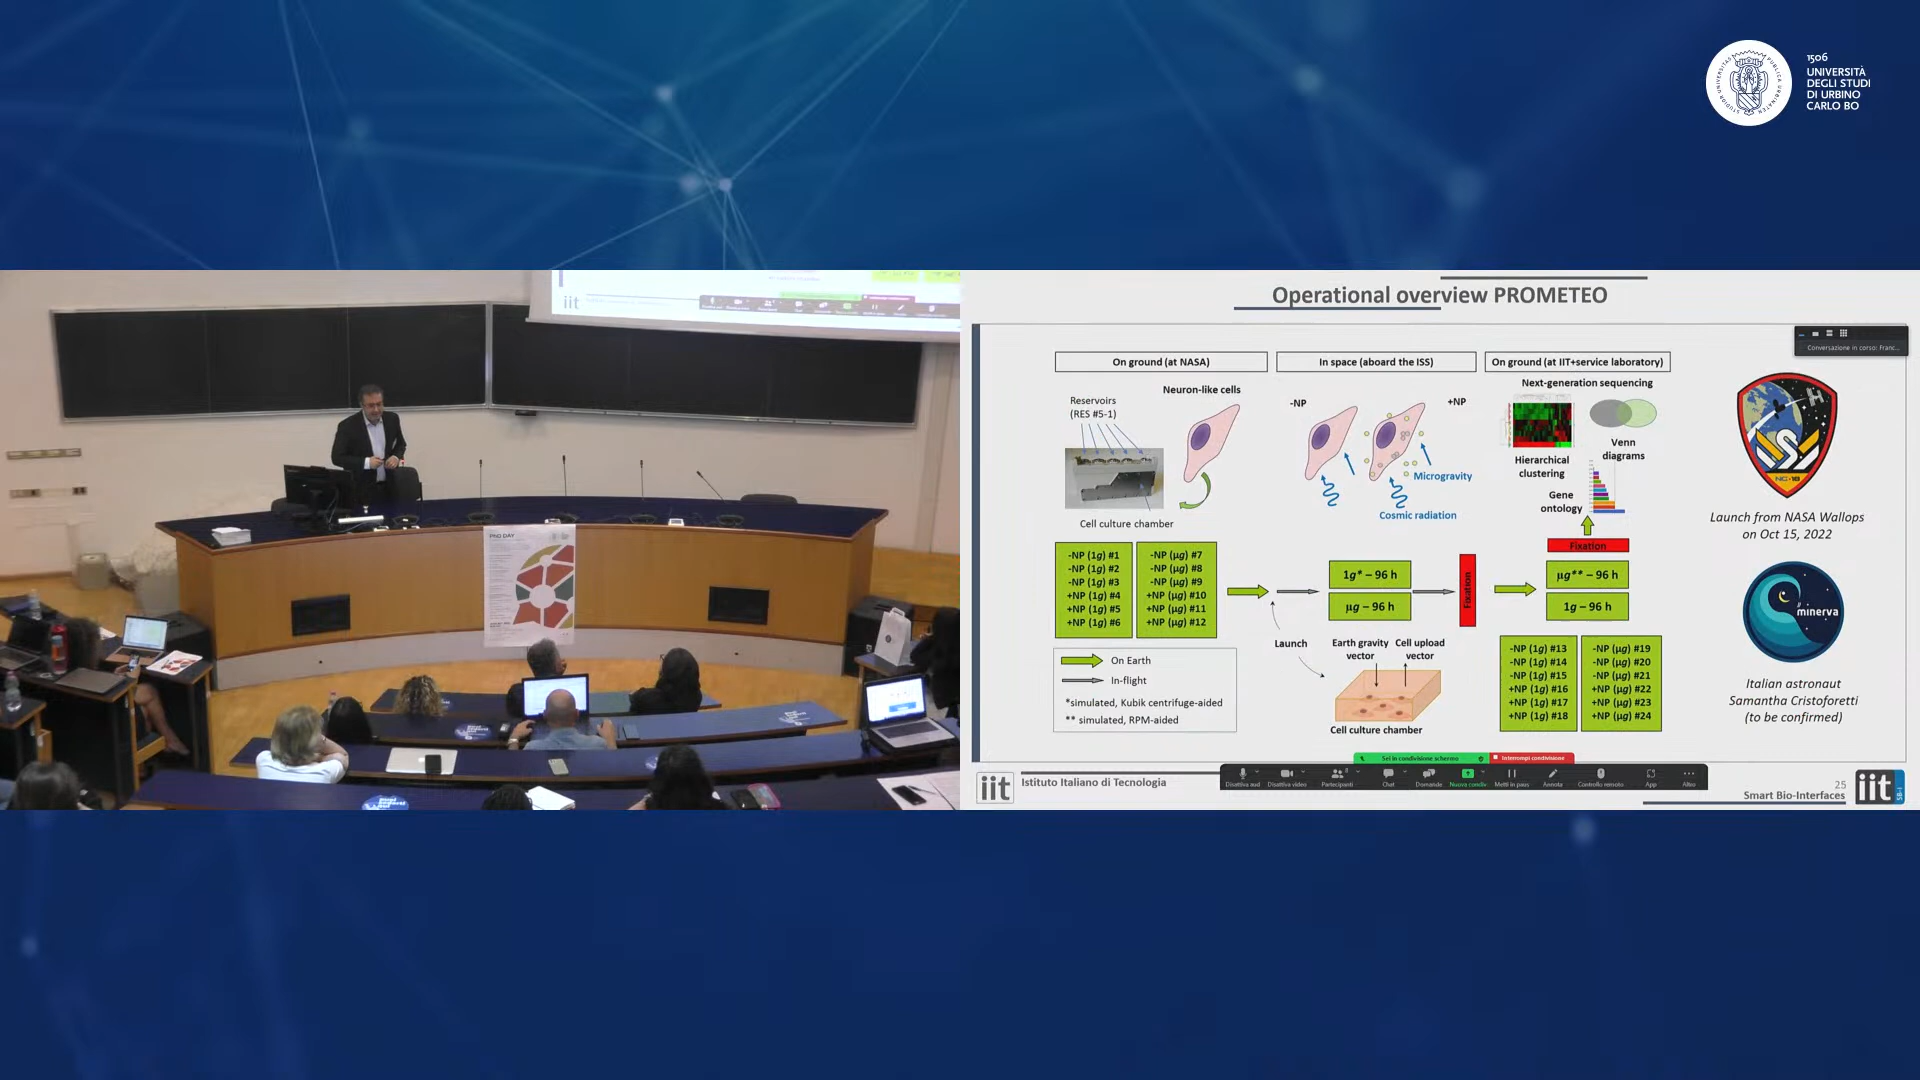 1506
UNIVERSITÀ
DEGLI STUDI
DI URBINO
CARLO BO
iit
PhD DAY
Operational overview PROMETEO
Conversazione in corso: Franc...
On ground (at NASA)
In space (aboard the ISS)
On ground (at IIT+service laboratory)
Neuron-like cells
Reservoirs
(RES #5-1)
Cell culture chamber
-NP
+NP
Microgravity
Cosmic radiation
Next-generation sequencing
Venn
diagrams
Hierarchical
clustering
Gene
ontology
Fixation
NG-18
Launch from NASA Wallops
on Oct 15, 2022
-NP (1g) #1
-NP (1g) #2
-NP (1g) #3
+NP (1g) #4
+NP (1g) #5
+NP (1g) #6
-NP (μg) #7
-NP (μg) #8
-NP (μg) #9
+NP (μg) #10
+NP (μg) #11
+NP (μg) #12
1g* – 96 h
μg – 96 h
Fixation
μg** – 96 h
1g – 96 h
minerva
Launch
Earth gravity
vector
Cell upload
vector
Cell culture chamber
On Earth
In-flight
*simulated, Kubik centrifuge-aided
** simulated, RPM-aided
-NP (1g) #13
-NP (1g) #14
-NP (1g) #15
+NP (1g) #16
+NP (1g) #17
+NP (1g) #18
-NP (μg) #19
-NP (μg) #20
-NP (μg) #21
+NP (μg) #22
+NP (μg) #23
+NP (μg) #24
Italian astronaut
Samantha Cristoforetti
(to be confirmed)
Sei in condivisione schermo
Interrompi condivisione
iit
Istituto Italiano di Tecnologia
Disattiva aud
Disattiva video
Partecipanti
Chat
Domande
Nuova condiv
Metti in paus
Annota
Controllo remoto
App
Altro
25
Smart Bio-Interfaces
iit
SB-I